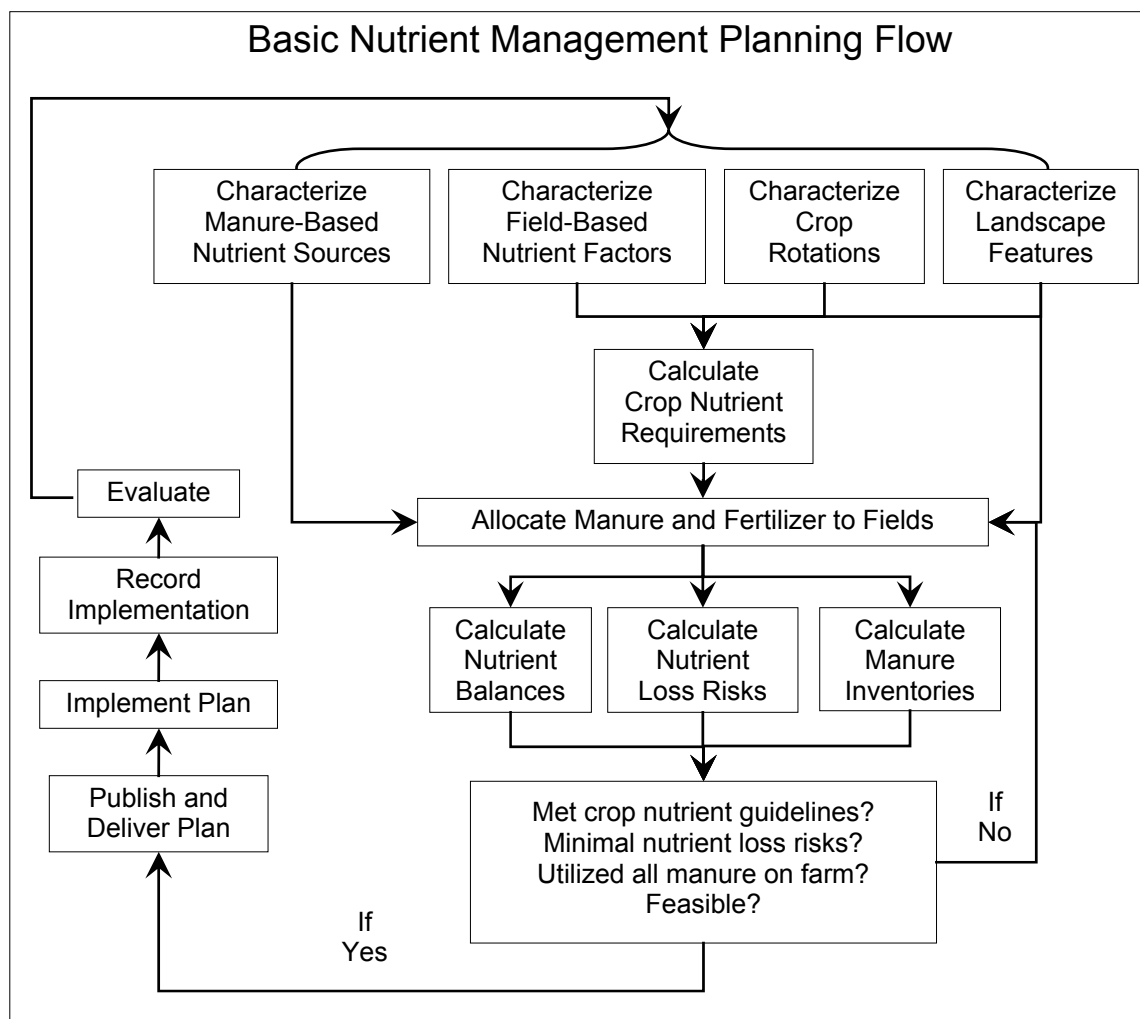 Basic Nutrient Management Planning Flow
Characterize
Manure-Based
Nutrient Sources
Characterize
Field-Based
Nutrient Factors
Characterize
Crop
Rotations
Characterize
Landscape
Features
Calculate
Crop Nutrient
Requirements
Allocate Manure and Fertilizer to Fields
Calculate
Nutrient
Balances
Calculate
Nutrient
Loss Risks
Calculate
Manure
Inventories
Met crop nutrient guidelines?
Minimal nutrient loss risks?
Utilized all manure on farm?
Feasible?
If
No
If
Yes
Publish and
Deliver Plan
Implement Plan
Record
Implementation
Evaluate